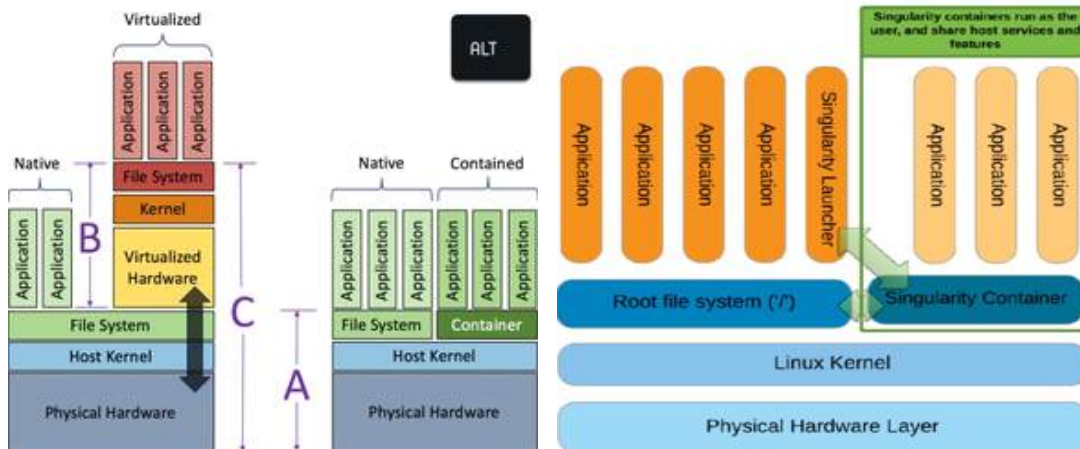 Virtualized
Application
Application
Application
Native
File System
Kernel
Application
Application
B
Virtualized
Hardware
C
File System
Host Kernel
Physical Hardware
ALT
Native
Contained
Application
Application
Application
Application
Application
Application
File System
Container
Host Kernel
A
Physical Hardware
Singularity containers run as the
user, and share host services and
features
Application
Application
Application
Application
Singularity Launcher
Application
Application
Application
Root file system ('/')
Singularity Container
Linux Kernel
Physical Hardware Layer